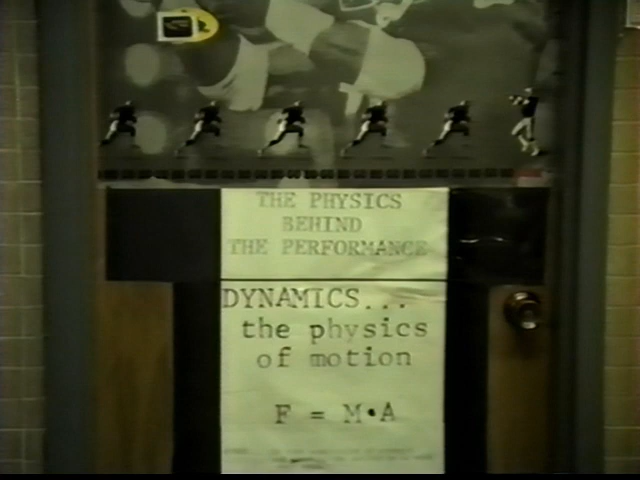 THE PHYSICS
BEHIND
THE PERFORMANCE
DYNAMICS...
the physics
of motion
F = M•A